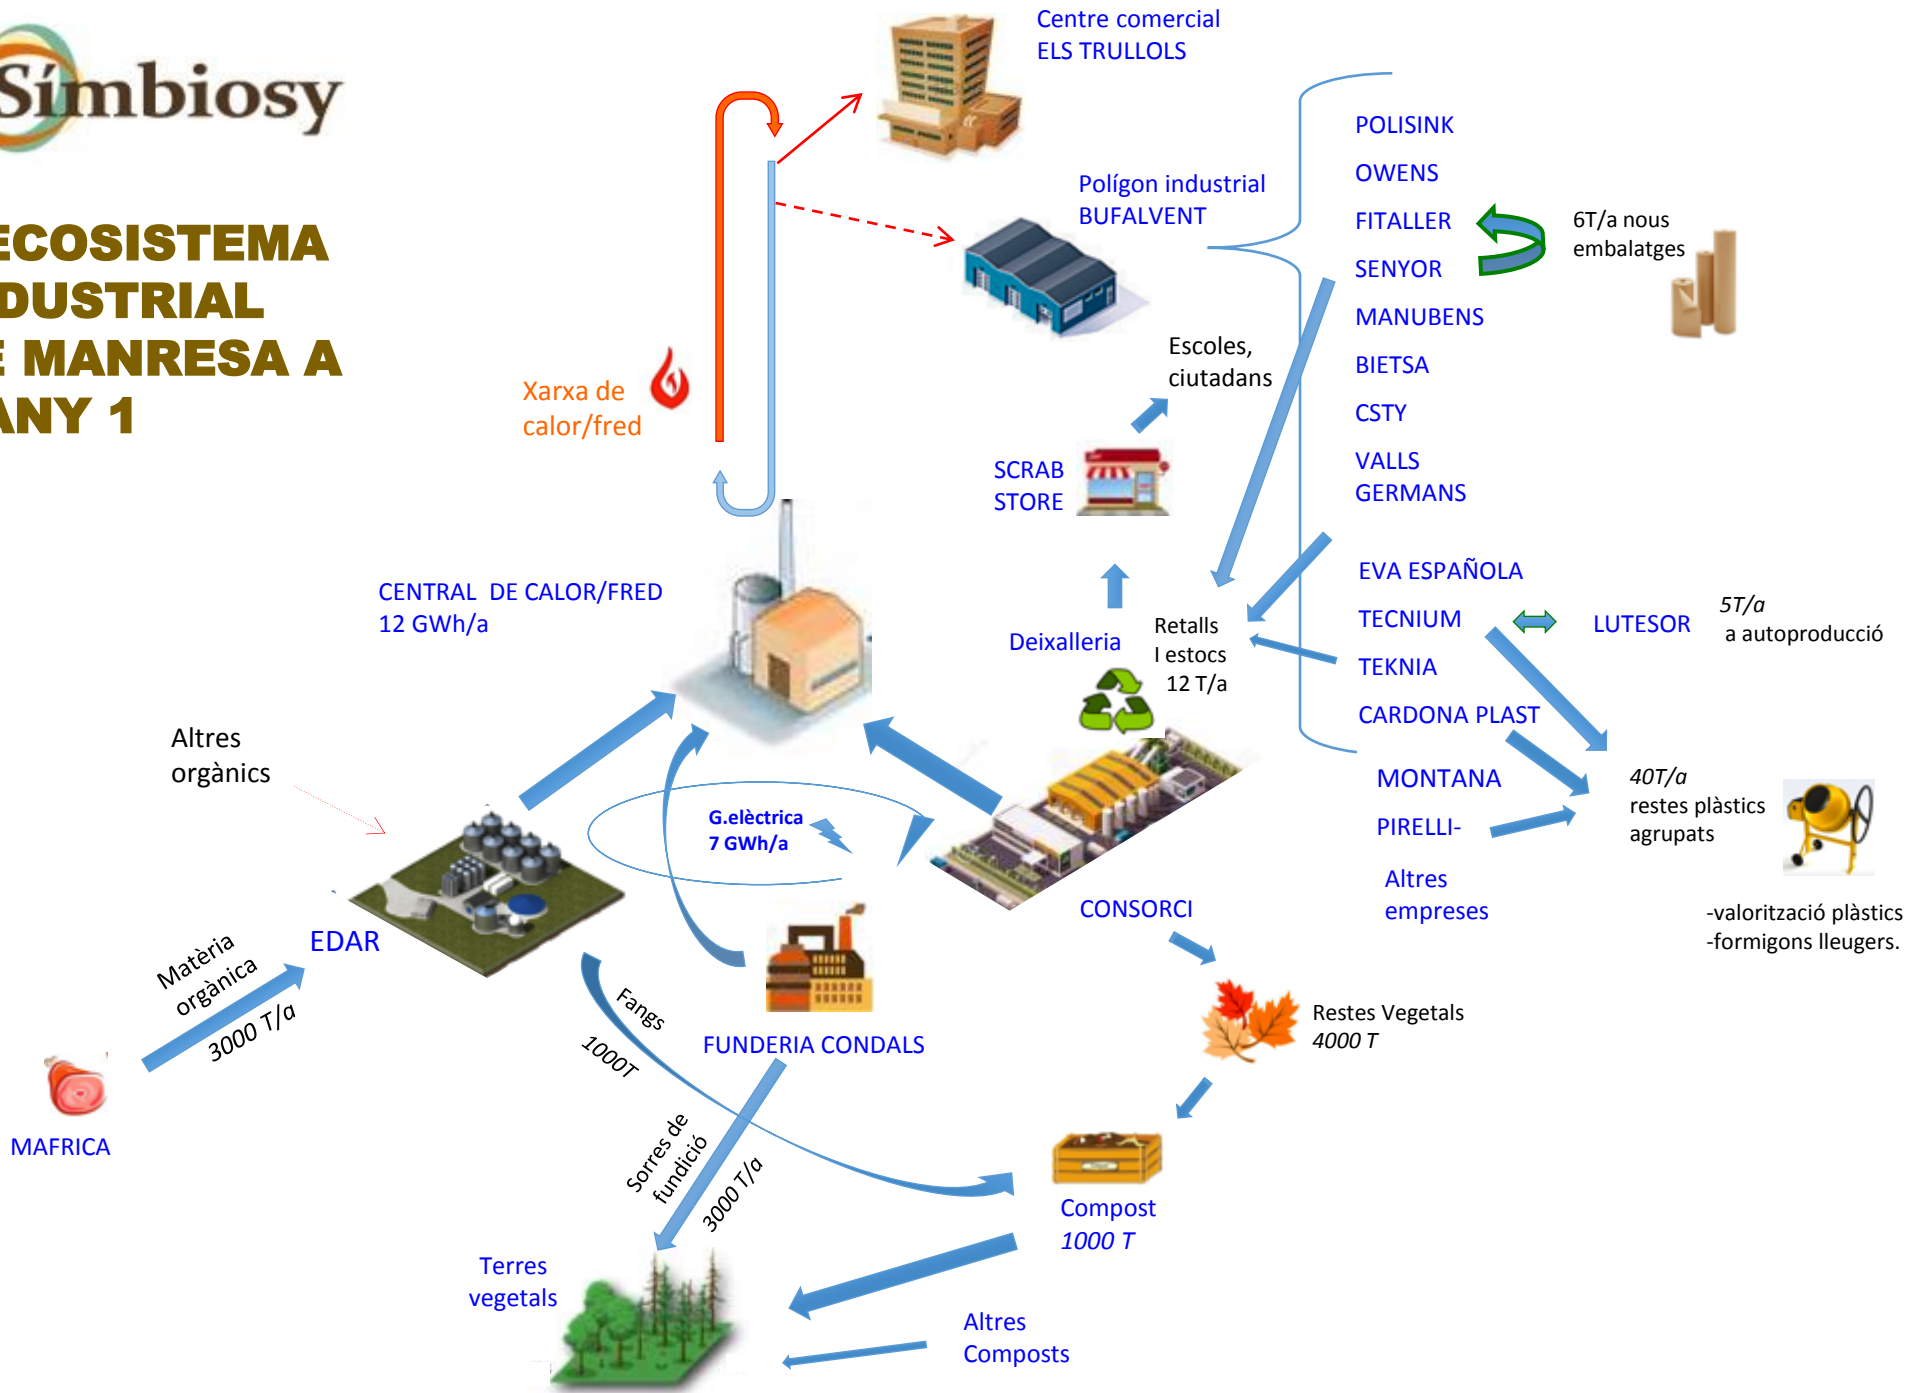 Símbiosy
ECOSISTEMA
DUSTRIAL
E MANRESA A
ANY 1
Centre comercial
ELS TRULLOLS
Polígon industrial
BUFALVENT
POLISINK
OWENS
FITALLER
SENYOR
MANUBENS
BIETSA
CSTY
VALLS
GERMANS
EVA ESPAÑOLA
TECNIUM
TEKNIA
CARDONA PLAST
MONTANA
PIRELLI-
Altres
empreses
6T/a nous
embalatges
LUTESOR
5T/a
a autoproducció
40T/a
restes plàstics
agrupats
-valorització plàstics
-formigons lleugers.
Escoles,
ciutadans
SCRAB
STORE
Deixalleria
Retalls
I estocs
12 T/a
Xarxa de
calor/fred
CENTRAL DE CALOR/FRED
12 GWh/a
Altres
orgànics
G.elèctrica
7 GWh/a
CONSORCI
EDAR
Matèria
orgànica
3000 T/a
MAFRICA
Fangs
1000T
FUNDERIA CONDALS
Sorres de
fundició
3000 T/a
Restes Vegetals
4000 T
Compost
1000 T
Terres
vegetals
Altres
Composts